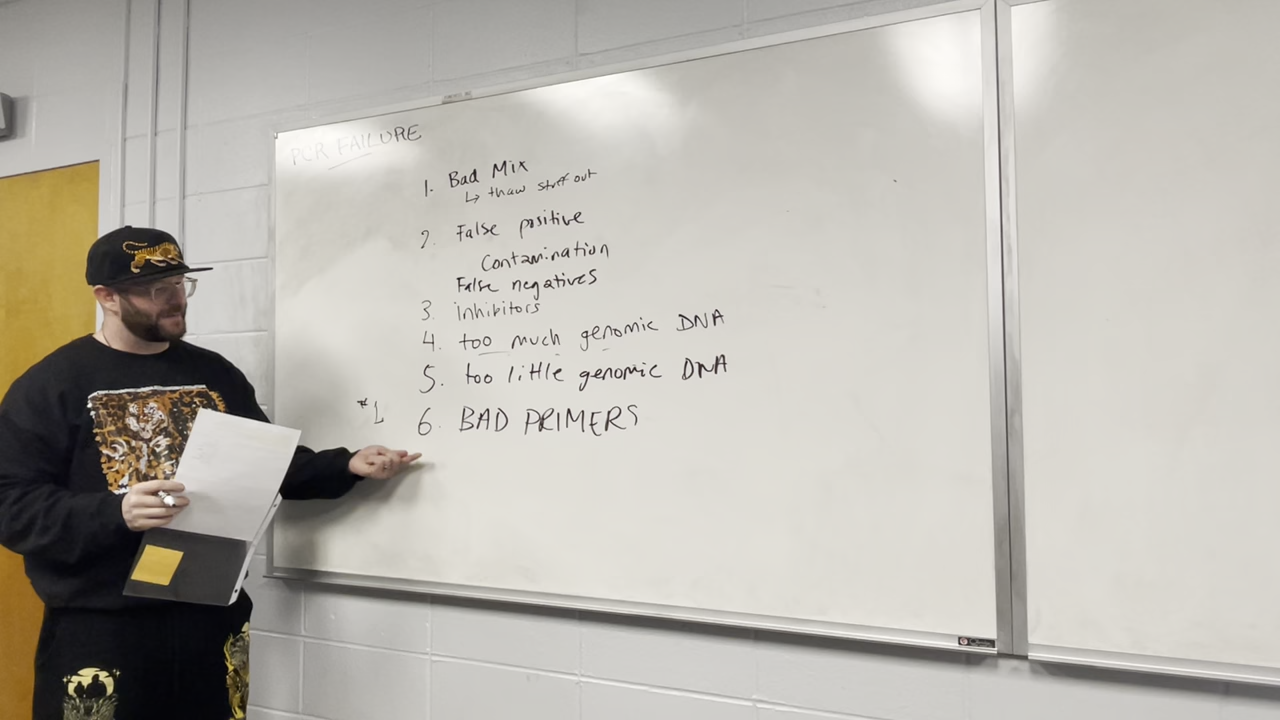 PCR FAILURE
1. Bad Mix
↳ thaw stuff out
2. False positive
Contamination
False negatives
3. inhibitors
4. too much genomic DNA
5. too little genomic DNA
#1 6. BAD PRIMERS